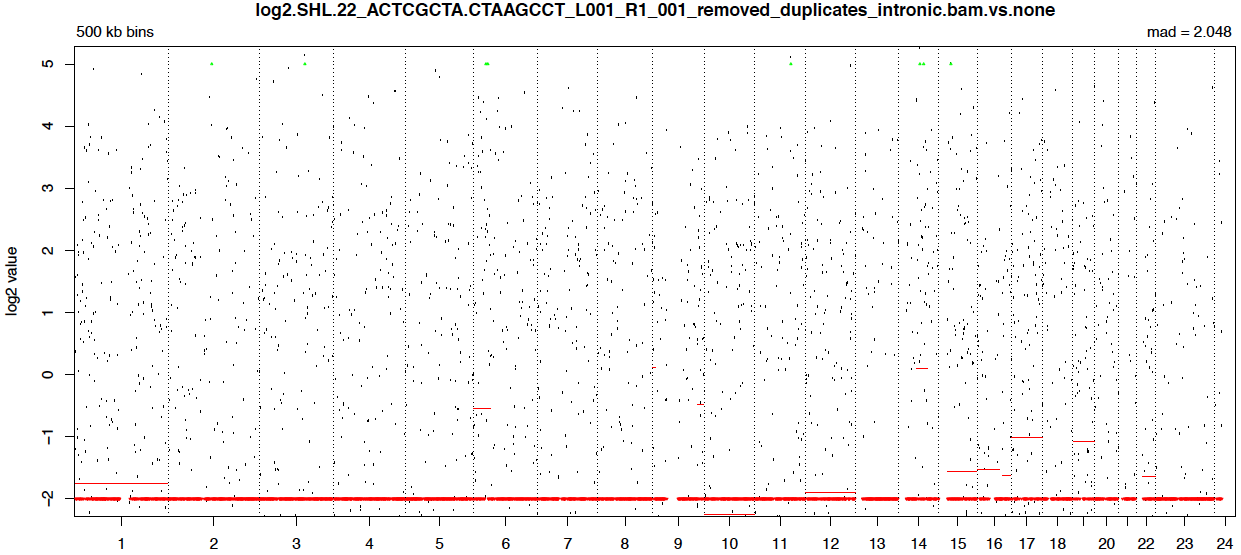 log2.SHL.22_ACTCGCTA.CTAAGCCT_L001_R1_001_removed_duplicates_intronic.bam.vs.none
500 kb bins
mad = 2.048
5
4
3
2
1
0
−1
−2
log2 value
1 2 3 4 5 6 7 8 9 10 11 12 13 14 15 16 17 18 20 22 23 24